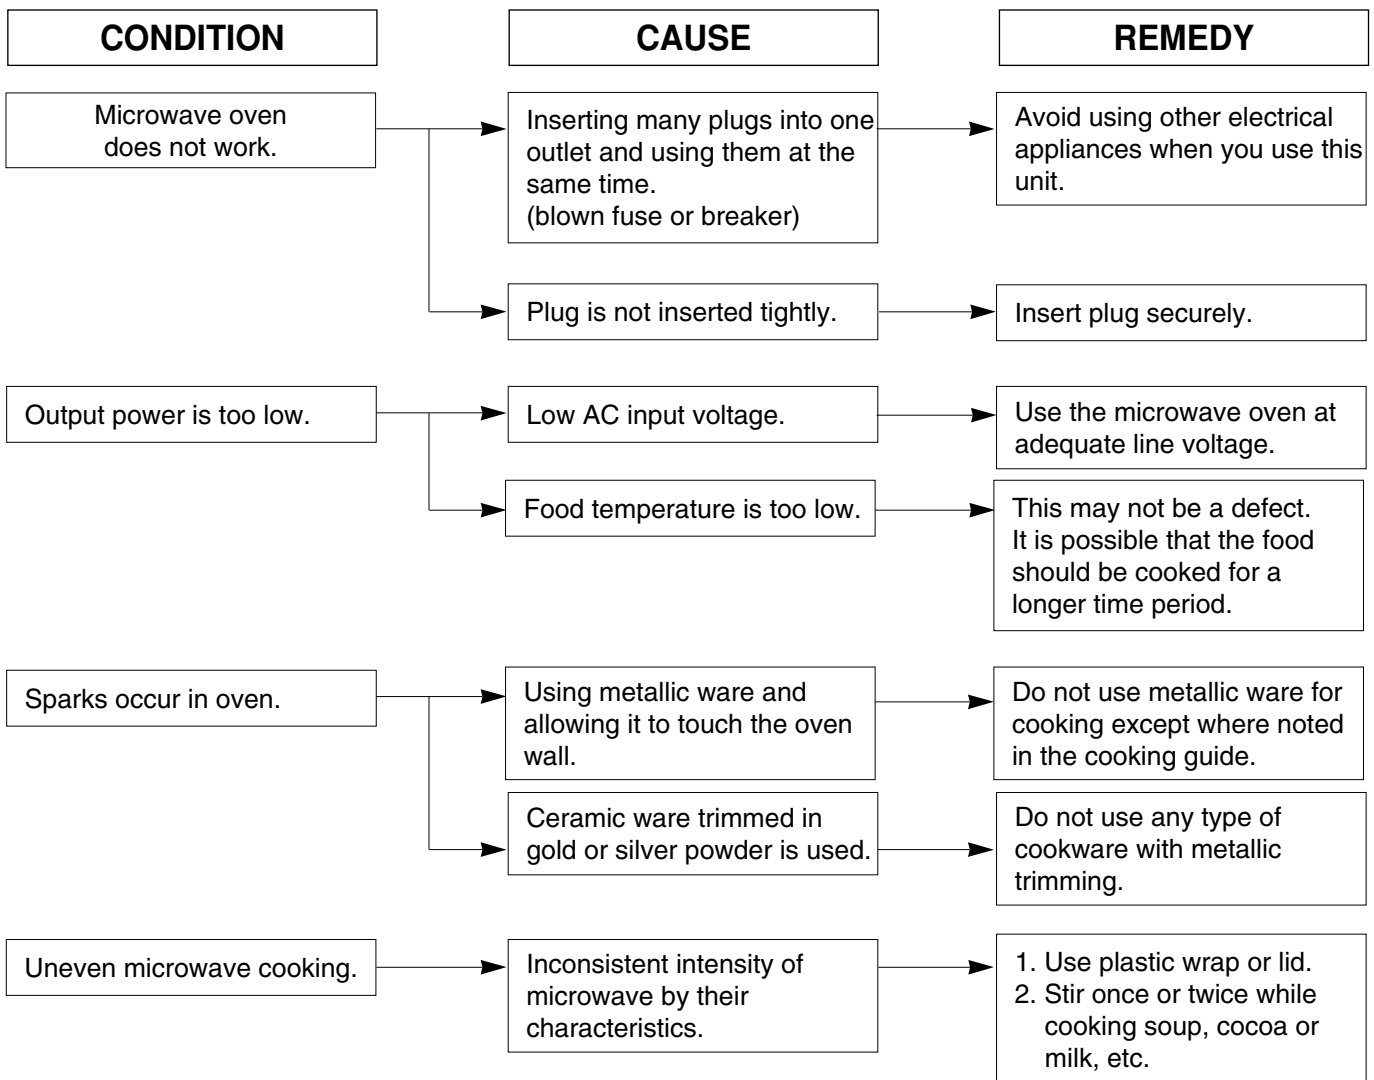 CONDITION
CAUSE
REMEDY
Microwave oven
does not work.
Inserting many plugs into one
outlet and using them at the
same time.
(blown fuse or breaker)
Avoid using other electrical
appliances when you use this
unit.
Plug is not inserted tightly.
Insert plug securely.
Output power is too low.
Low AC input voltage.
Use the microwave oven at
adequate line voltage.
Food temperature is too low.
This may not be a defect.
It is possible that the food
should be cooked for a
longer time period.
Sparks occur in oven.
Using metallic ware and
allowing it to touch the oven
wall.
Do not use metallic ware for
cooking except where noted
in the cooking guide.
Ceramic ware trimmed in
gold or silver powder is used.
Do not use any type of
cookware with metallic
trimming.
Uneven microwave cooking.
Inconsistent intensity of
microwave by their
characteristics.
1. Use plastic wrap or lid.
2. Stir once or twice while
cooking soup, cocoa or
milk, etc.